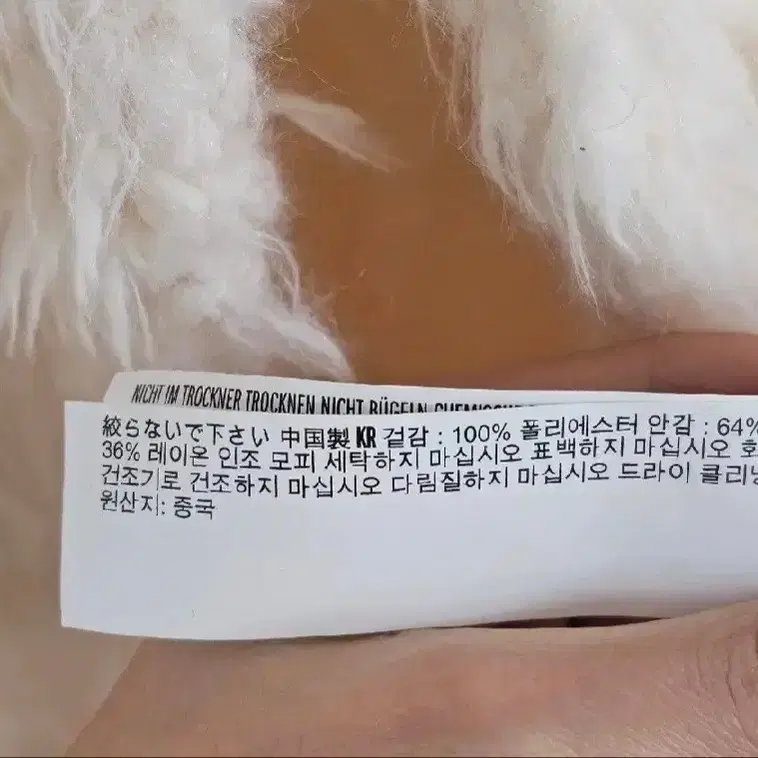 NICHT IM TROCKNER TROCKNEN NICHT BÜGELN
絞らないで下さい 中国製 KR 겉감 : 100% 폴리에스터 안감 : 64%
36% 레이온 인조 모피 세탁하지 마십시오 표백하지 마십시오
건조기로 건조하지 마십시오 다림질하지 마십시오 드라이 클리닝
원산지: 중국